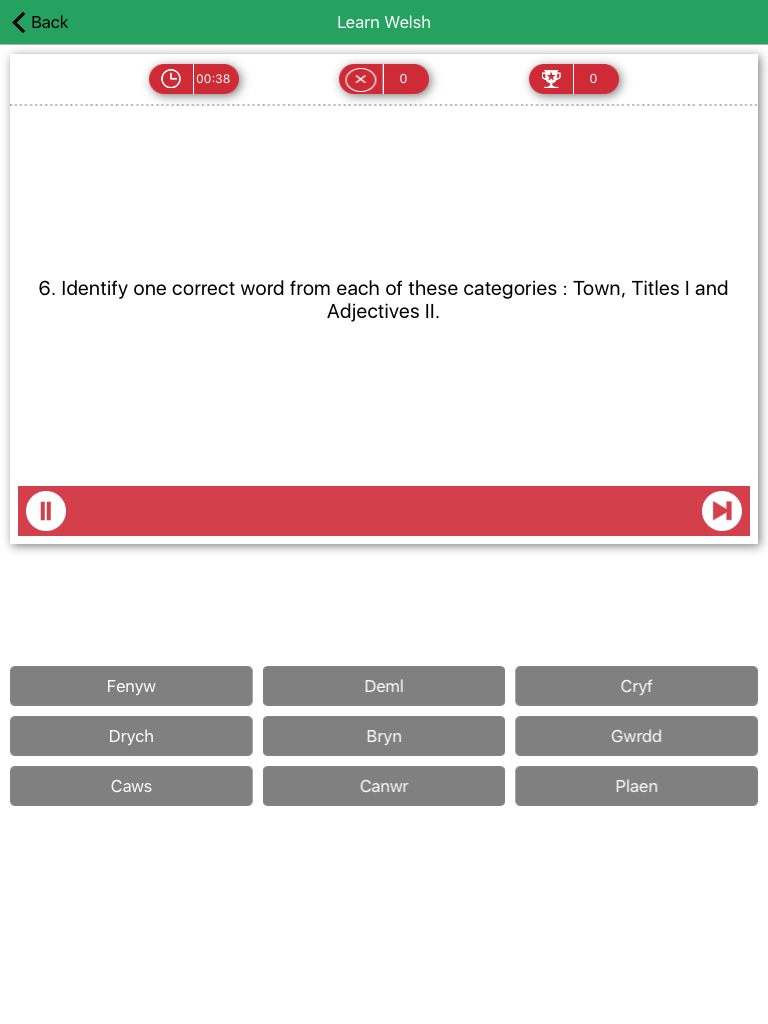 Back
Learn Welsh
00:38
0
0
6. Identify one correct word from each of these categories : Town, Titles I and
Adjectives II.
Fenyw
Deml
Cryf
Drych
Bryn
Gwrdd
Caws
Canwr
Plaen